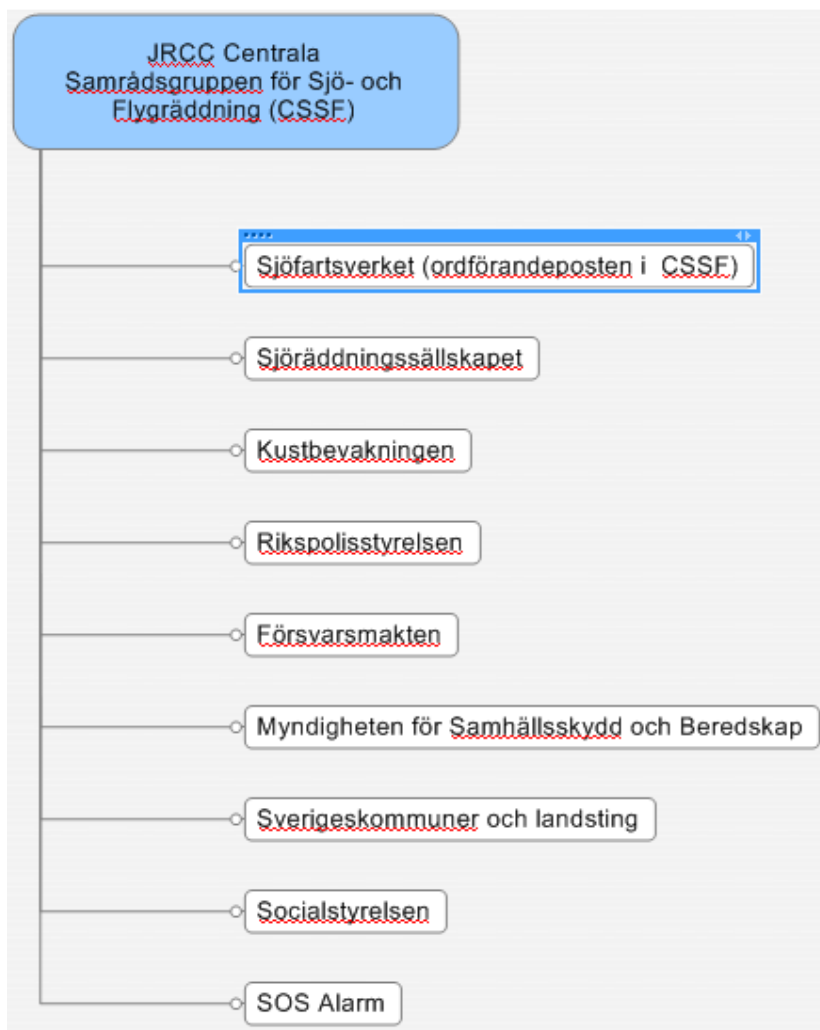 JRCC Centrala
Samrådsgruppen för Sjö- och
Flygräddning (CSSF)
Sjöfartsverket (ordförandeposten i  CSSF)
Sjöräddningssällskapet
Kustbevakningen
Rikspolisstyrelsen
Försvarsmakten
Myndigheten för Samhällsskydd och Beredskap
Sverigeskommuner och landsting
Socialstyrelsen
SOS Alarm